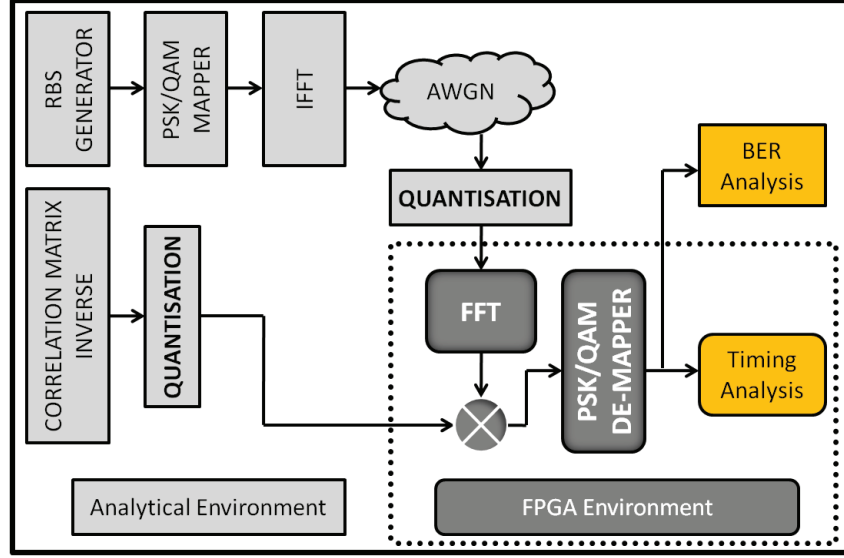 RBS
GENERATOR
PSK/QAM
MAPPER
IFFT
AWGN
BER
Analysis
QUANTISATION
CORRELATION MATRIX
INVERSE
QUANTISATION
FFT
PSK/QAM
DE-MAPPER
Timing
Analysis
Analytical Environment
FPGA Environment